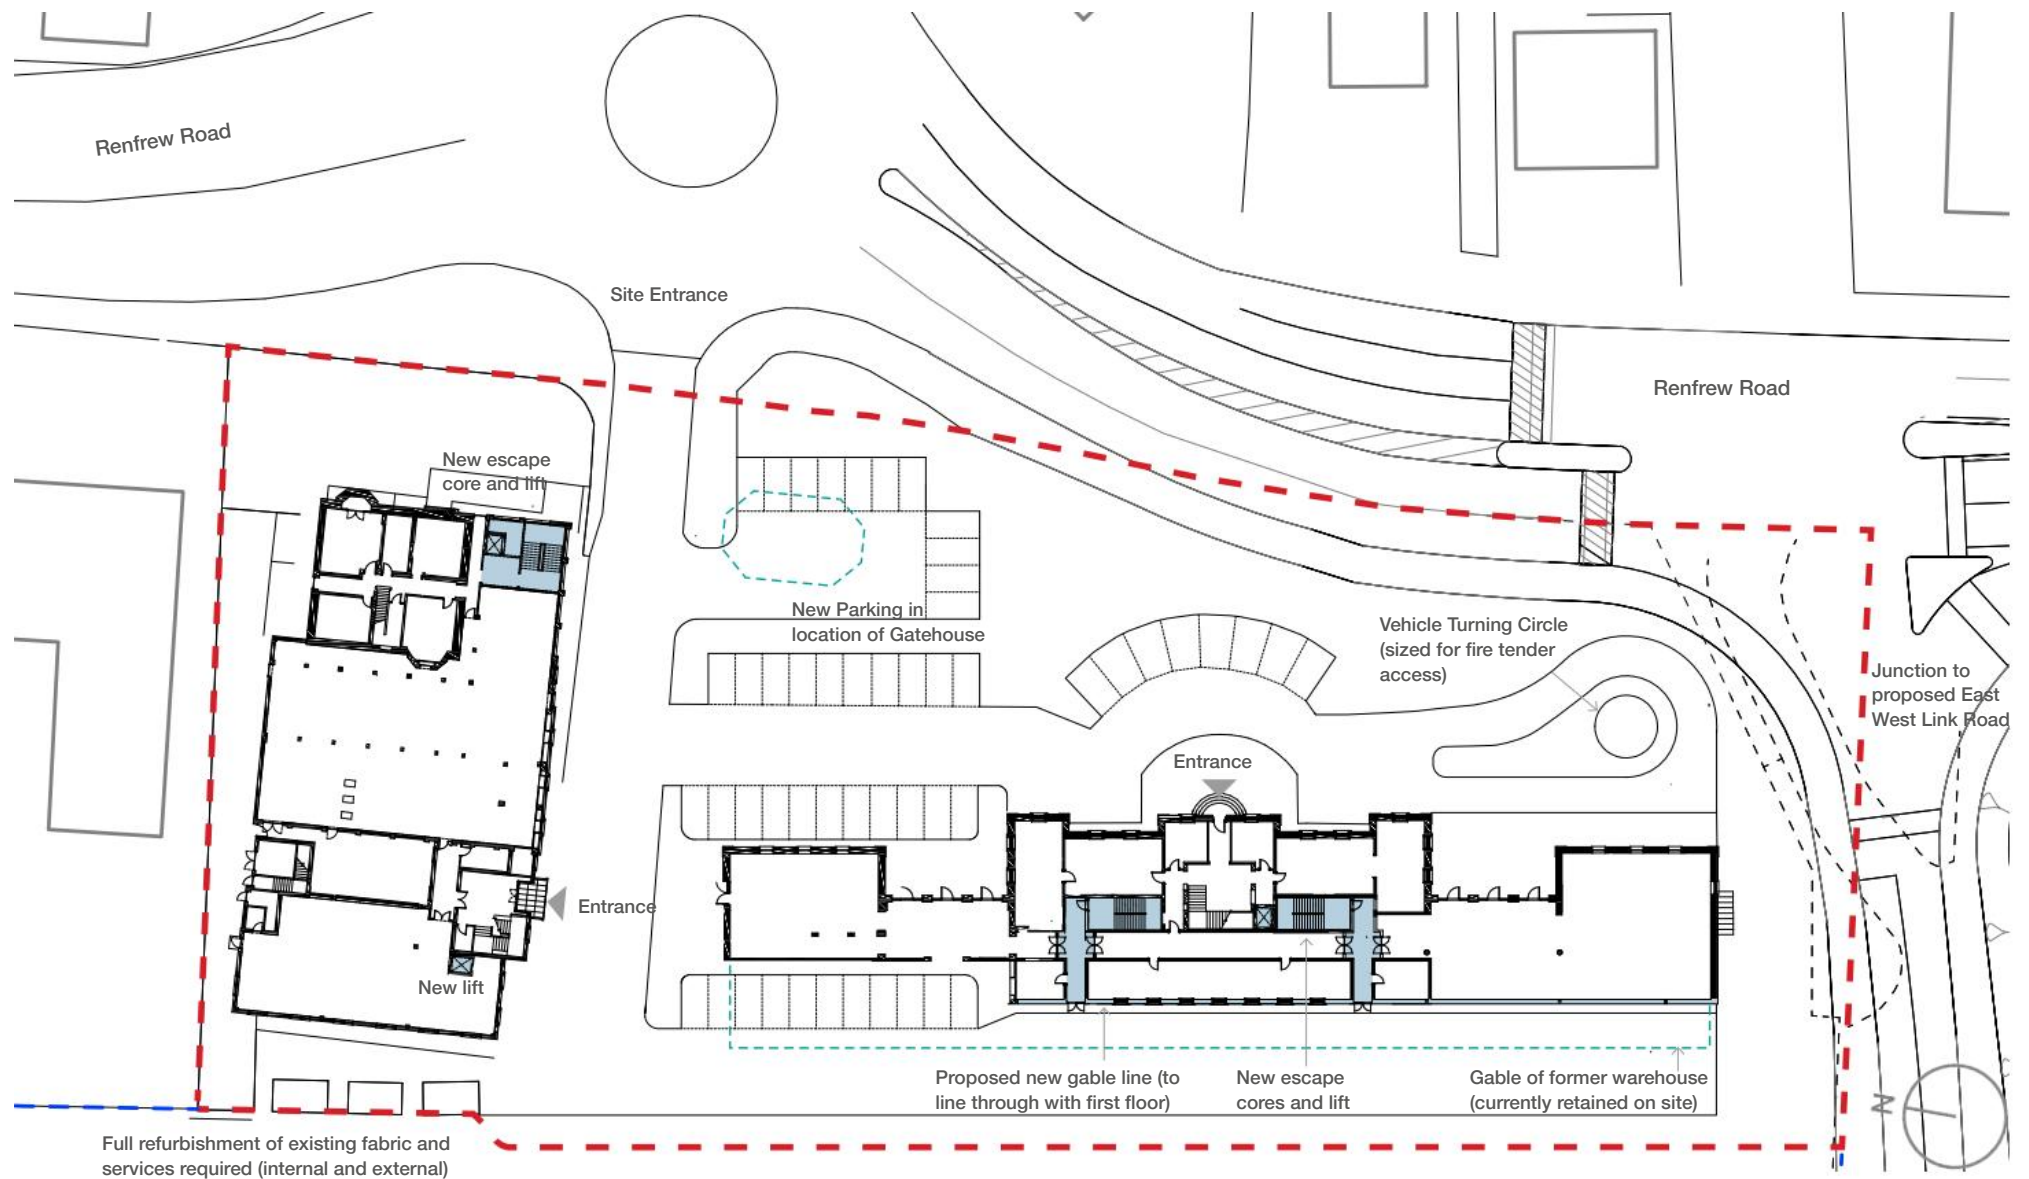 Renfrew Road
Site Entrance
Renfrew Road
New escape
core and lift
New Parking in
location of Gatehouse
Vehicle Turning Circle
(sized for fire tender
access)
Junction to
proposed East
West Link Road
Entrance
Entrance
New lift
Proposed new gable line (to
line through with first floor)
New escape
cores and lift
Gable of former warehouse
(currently retained on site)
N
Full refurbishment of existing fabric and
services required (internal and external)